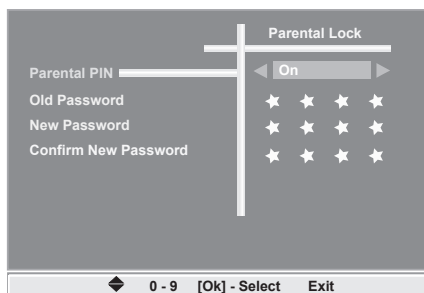 Parental Lock
Parental PIN On
Old Password
New Password
Confirm New Password
0 - 9 [Ok] - Select Exit